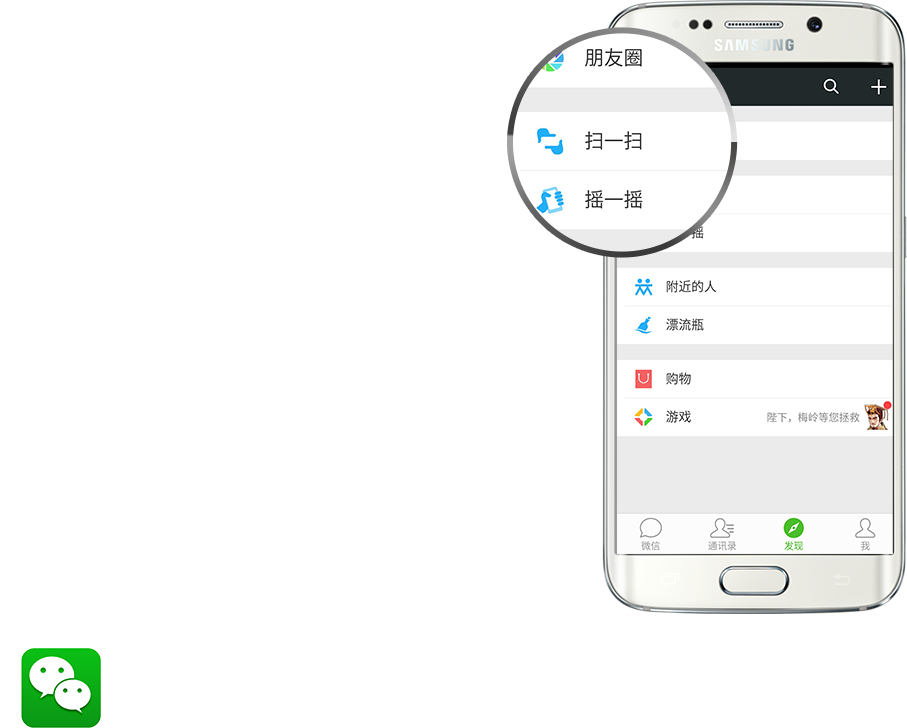 SAMSUNG
朋友圈
扫一扫
摇一摇
摇
附近的人
漂流瓶
购物
游戏
陛下，梅岭等您拯救
微信
通讯录
发现
我